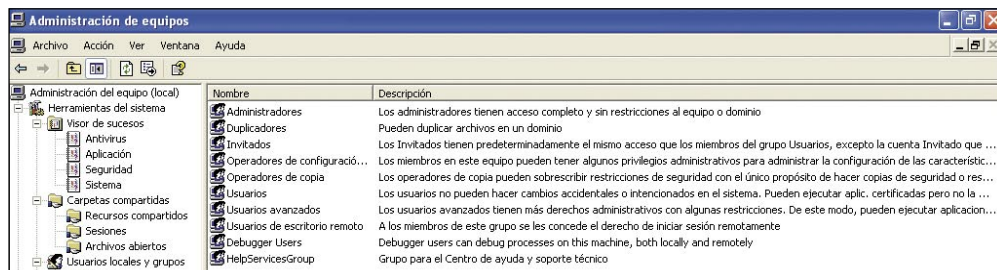 Administración de equipos
Archivo Acción Ver Ventana Ayuda
Administración del equipo (local)
Herramientas del sistema
Visor de sucesos
Antivirus
Aplicación
Seguridad
Sistema
Carpetas compartidas
Recursos compartidos
Sesiones
Archivos abiertos
Usuarios locales y grupos
Nombre Descripción
Administradores Los administradores tienen acceso completo y sin restricciones al equipo o dominio
Duplicadores Pueden duplicar archivos en un dominio
Invitados Los Invitados tienen predeterminadamente el mismo acceso que los miembros del grupo Usuarios, excepto la cuenta Invitado que ...
Operadores de configuració... Los miembros en este equipo pueden tener algunos privilegios administrativos para administrar la configuración de las característic...
Operadores de copia Los operadores de copia pueden sobrescribir restricciones de seguridad con el único propósito de hacer copias de seguridad o res...
Usuarios Los usuarios no pueden hacer cambios accidentales o intencionados en el sistema. Pueden ejecutar aplic. certificadas pero no la ...
Usuarios avanzados Los usuarios avanzados tienen más derechos administrativos con algunas restricciones. De este modo, pueden ejecutar aplicacion...
Usuarios de escritorio remoto A los miembros de este grupo se les concede el derecho de iniciar sesión remotamente
Debugger Users Debugger users can debug processes on this machine, both locally and remotely
HelpServicesGroup Grupo para el Centro de ayuda y soporte técnico